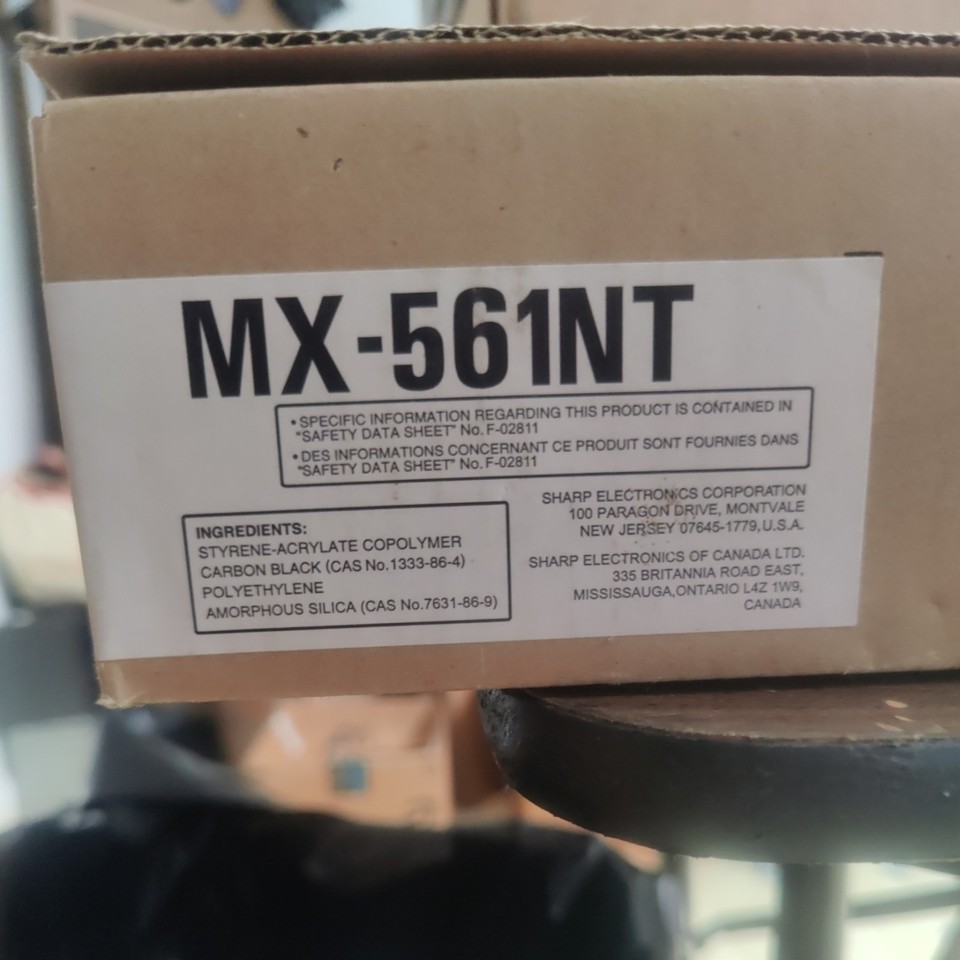 MX-561NT
• SPECIFIC INFORMATION REGARDING THIS PRODUCT IS CONTAINED IN
"SAFETY DATA SHEET" No. F-02811
• DES INFORMATIONS CONCERNANT CE PRODUIT SONT FOURNIES DANS
"SAFETY DATA SHEET" No. F-02811
INGREDIENTS:
STYRENE-ACRYLATE COPOLYMER
CARBON BLACK (CAS No.1333-86-4)
POLYETHYLENE
AMORPHOUS SILICA (CAS No.7631-86-9)
SHARP ELECTRONICS CORPORATION
100 PARAGON DRIVE, MONTVALE
NEW JERSEY 07645-1779,U.S.A.
SHARP ELECTRONICS OF CANADA LTD.
335 BRITANNIA ROAD EAST,
MISSISSAUGA,ONTARIO L4Z 1W9,
CANADA